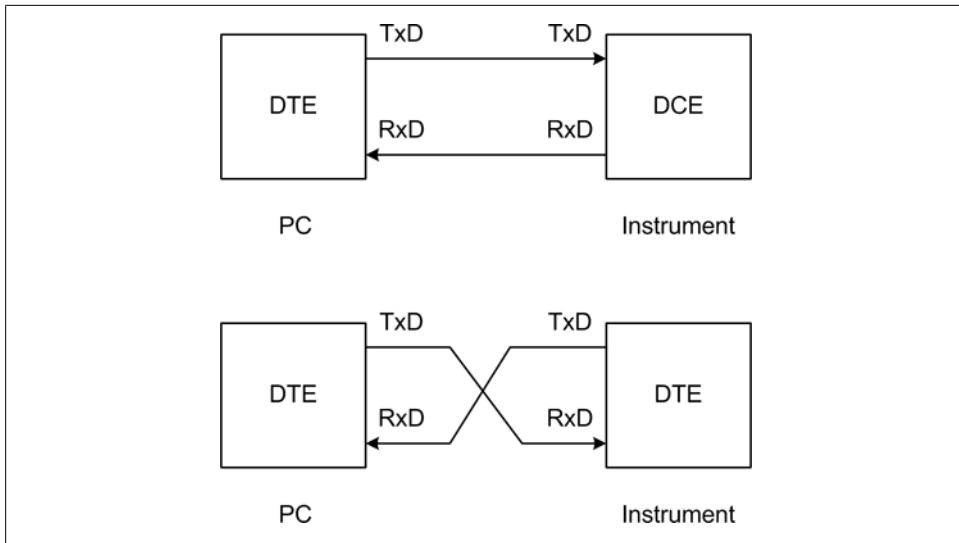 TxD TxD
DTE DCE
RxD RxD
PC Instrument
TxD TxD
DTE DTE
RxD RxD
PC Instrument